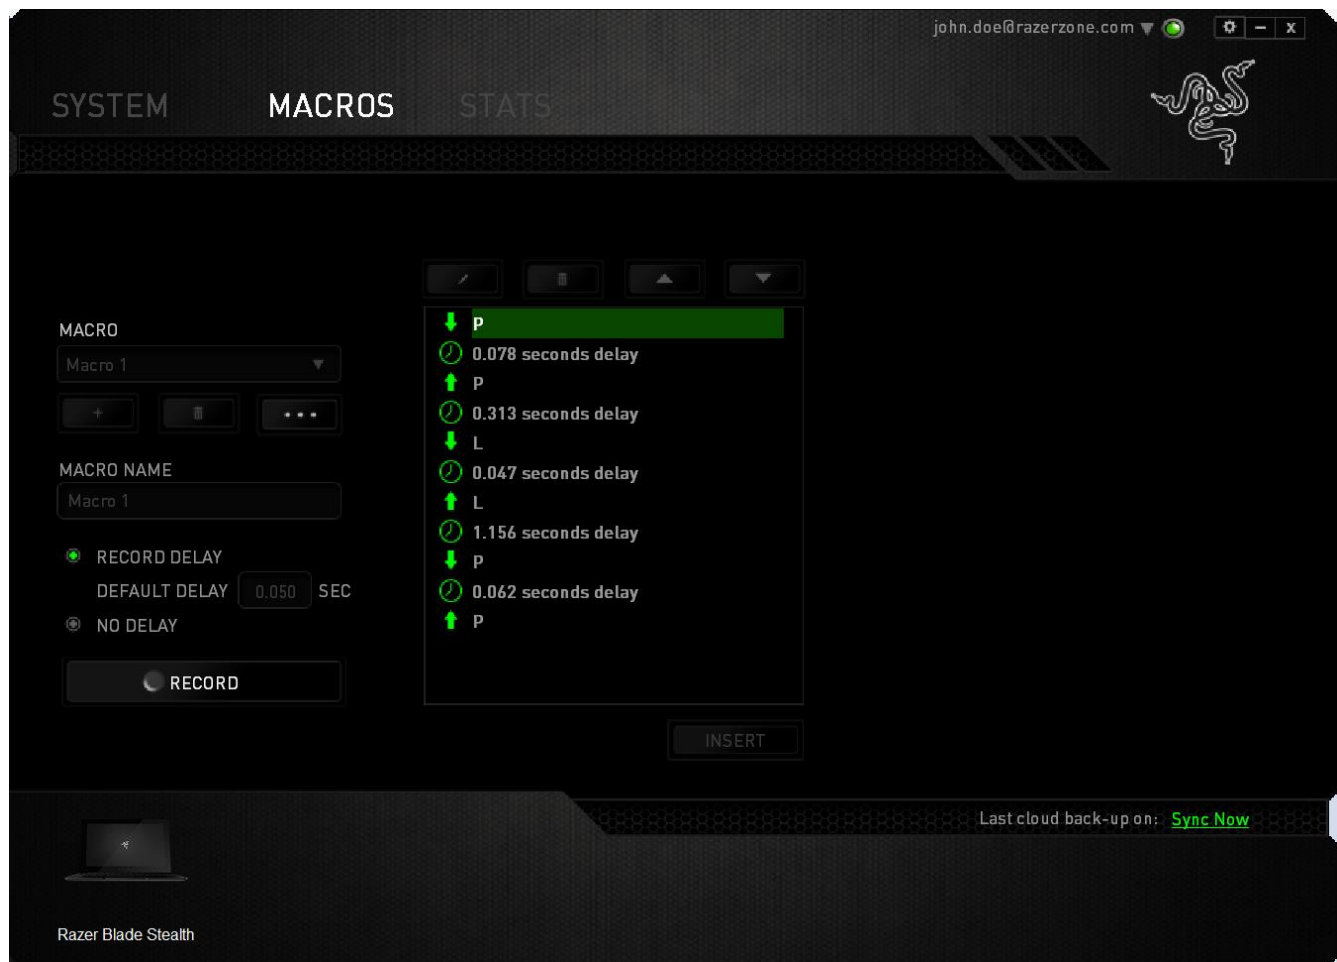 john.doe@razerzone.com
SYSTEM MACROS STATS
MACRO
Macro 1
MACRO NAME
Macro 1
RECORD DELAY
DEFAULT DELAY 0.050 SEC
NO DELAY
RECORD
P
0.078 seconds delay
P
0.313 seconds delay
L
0.047 seconds delay
L
1.156 seconds delay
P
0.062 seconds delay
P
INSERT
Last cloud back-up on: Sync Now
Razer Blade Stealth